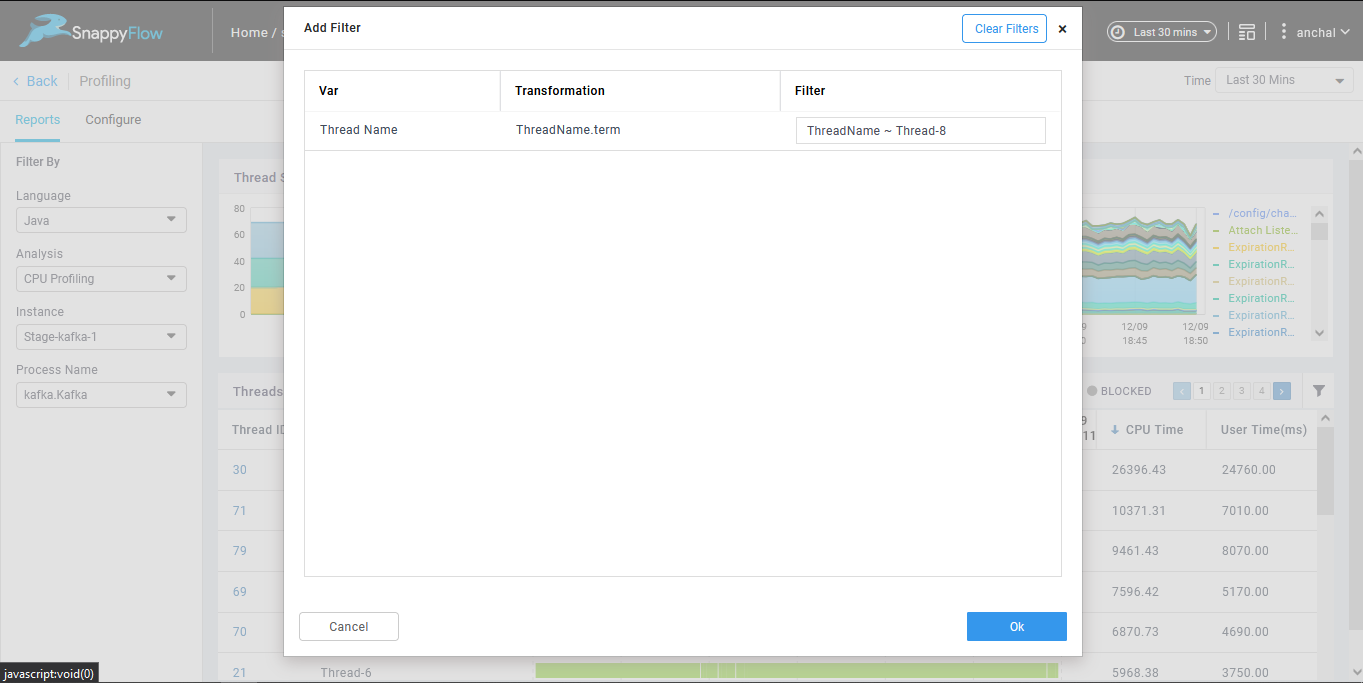 SnappyFlow
Home /
Add Filter
Clear Filters
×
Last 30 mins
anchal
Back
Profiling
Time
Last 30 Mins
Reports
Configure
Var
Transformation
Filter
Thread Name
ThreadName.term
ThreadName ~ Thread-8
Filter By
Language
Java
Analysis
CPU Profiling
Instance
Stage-kafka-1
Process Name
kafka.Kafka
Thread S
80
60
40
20
0
12/09
18:45
12/09
18:50
/config/cha...
Attach Liste...
ExpirationR...
ExpirationR...
ExpirationR...
ExpirationR...
ExpirationR...
ExpirationR...
Threads
BLOCKED
‹ 1 2 3 4 ›
Thread ID
9
11
CPU Time
User Time(ms)
30 26396.43 24760.00
71 10371.31 7010.00
79 9461.43 8070.00
69 7596.42 5170.00
70 6870.73 4690.00
21 Thread-6 5968.38 3750.00
Cancel
Ok
javascript:void(0)